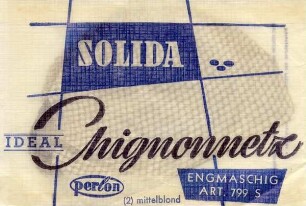 SOLIDA
IDEAL Chignonnetz
perlon
ENGMASCHIG
ART. 799 S
(2) mittelblond